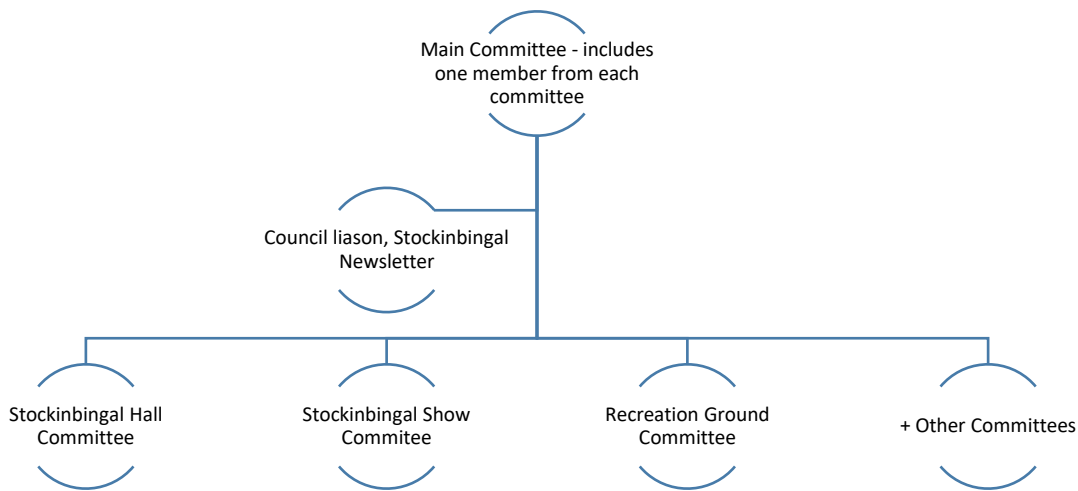 Main Committee - includes
one member from each
committee
Council liason, Stockinbingal
Newsletter
Stockinbingal Hall
Committee
Stockinbingal Show
Commitee
Recreation Ground
Committee
+ Other Committees